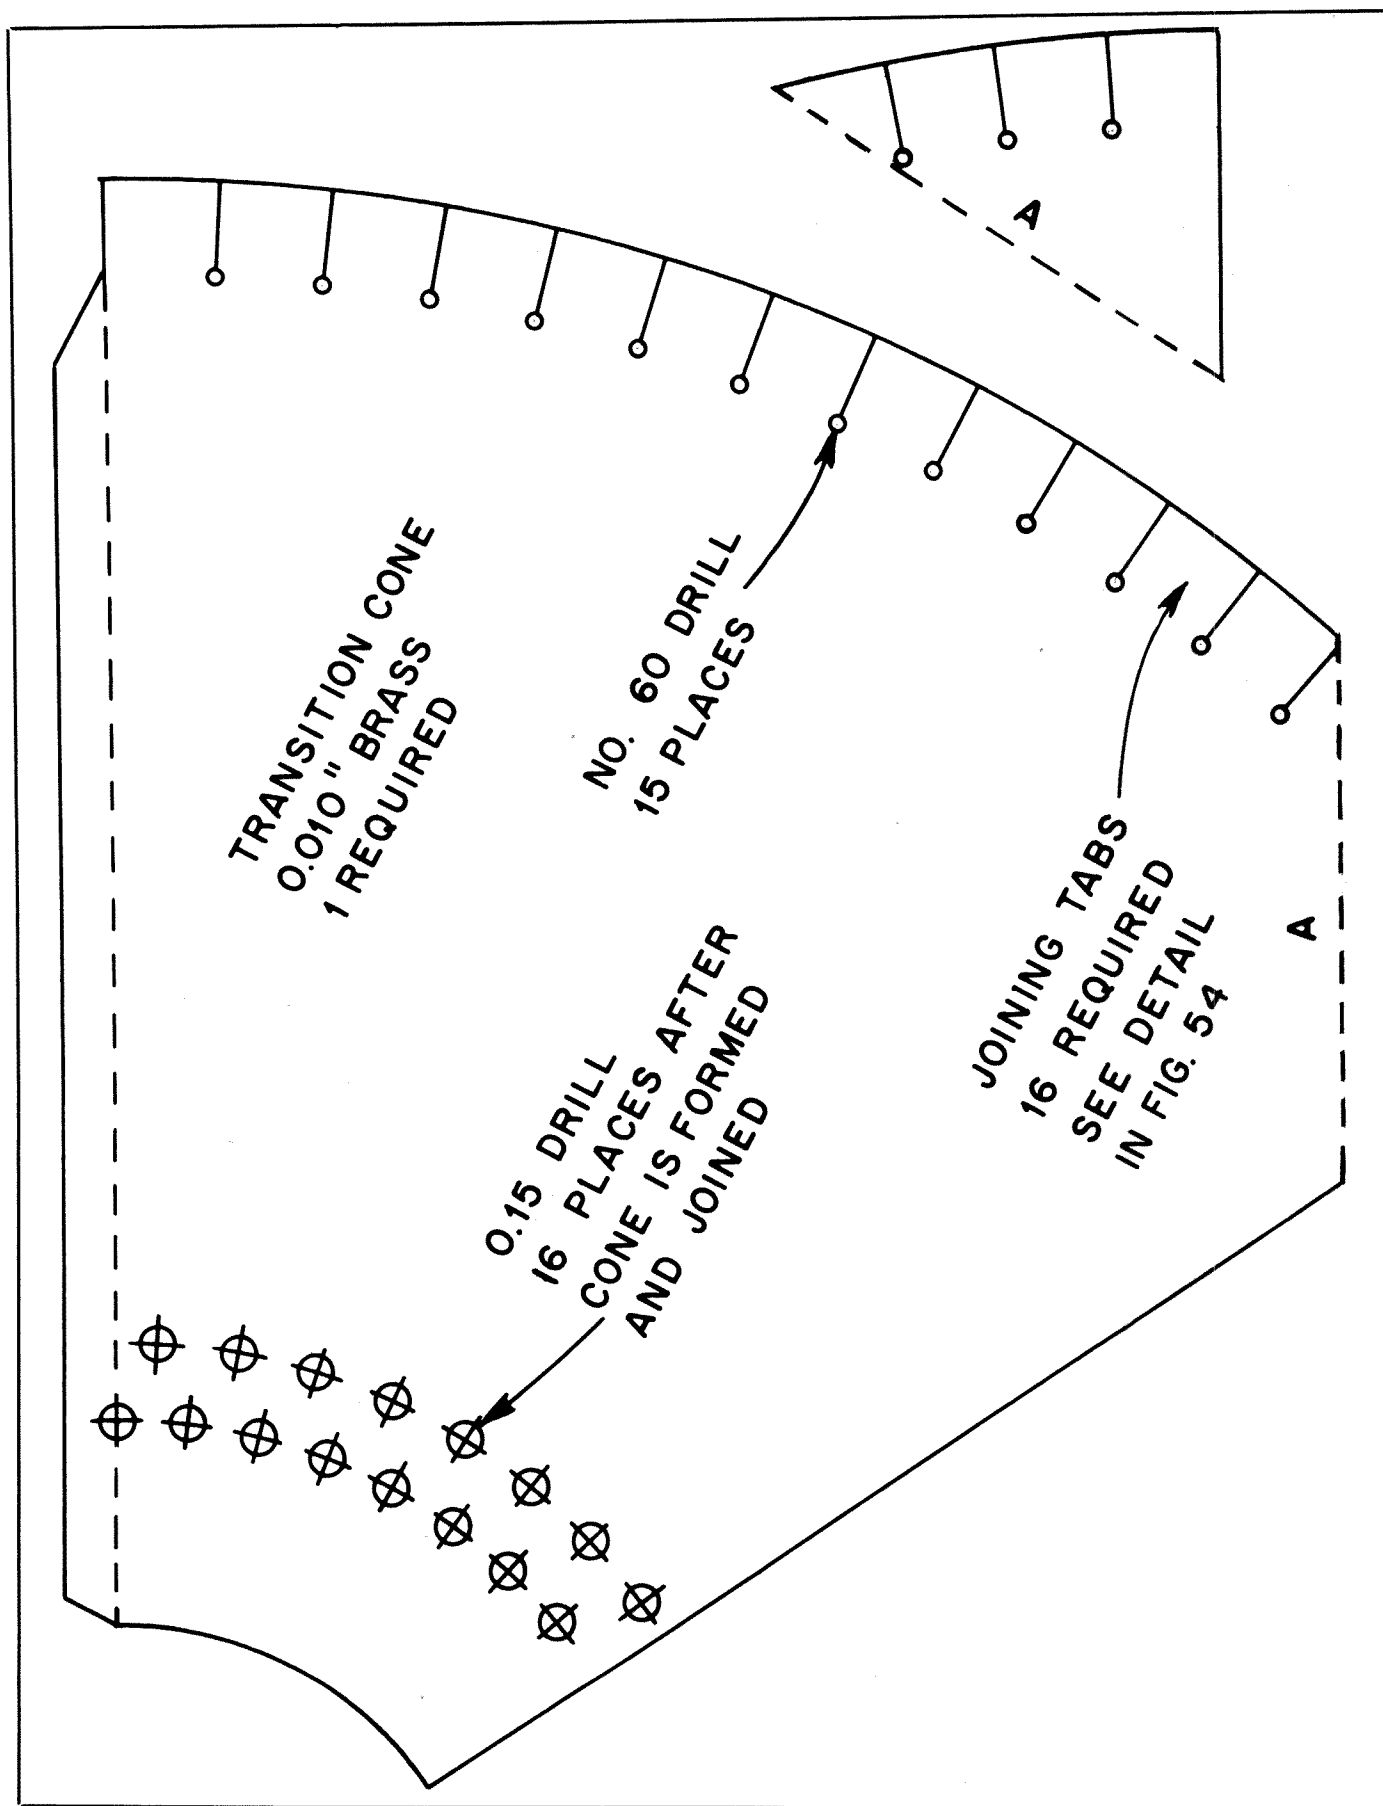 A
TRANSITION CONE
0.010" BRASS
1 REQUIRED
NO. 60 DRILL
15 PLACES
0.15 DRILL
16 PLACES AFTER
CONE IS FORMED
AND JOINED
JOINING TABS
16 REQUIRED
SEE DETAIL
IN FIG. 54
A